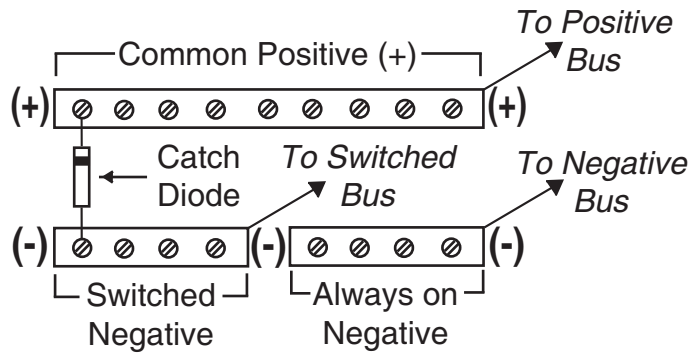 Common Positive (+)
To Positive
Bus
(+)
(+)
Catch
Diode
To Switched
Bus
To Negative
Bus
(-)
(-)
(-)
Switched
Negative
Always on
Negative